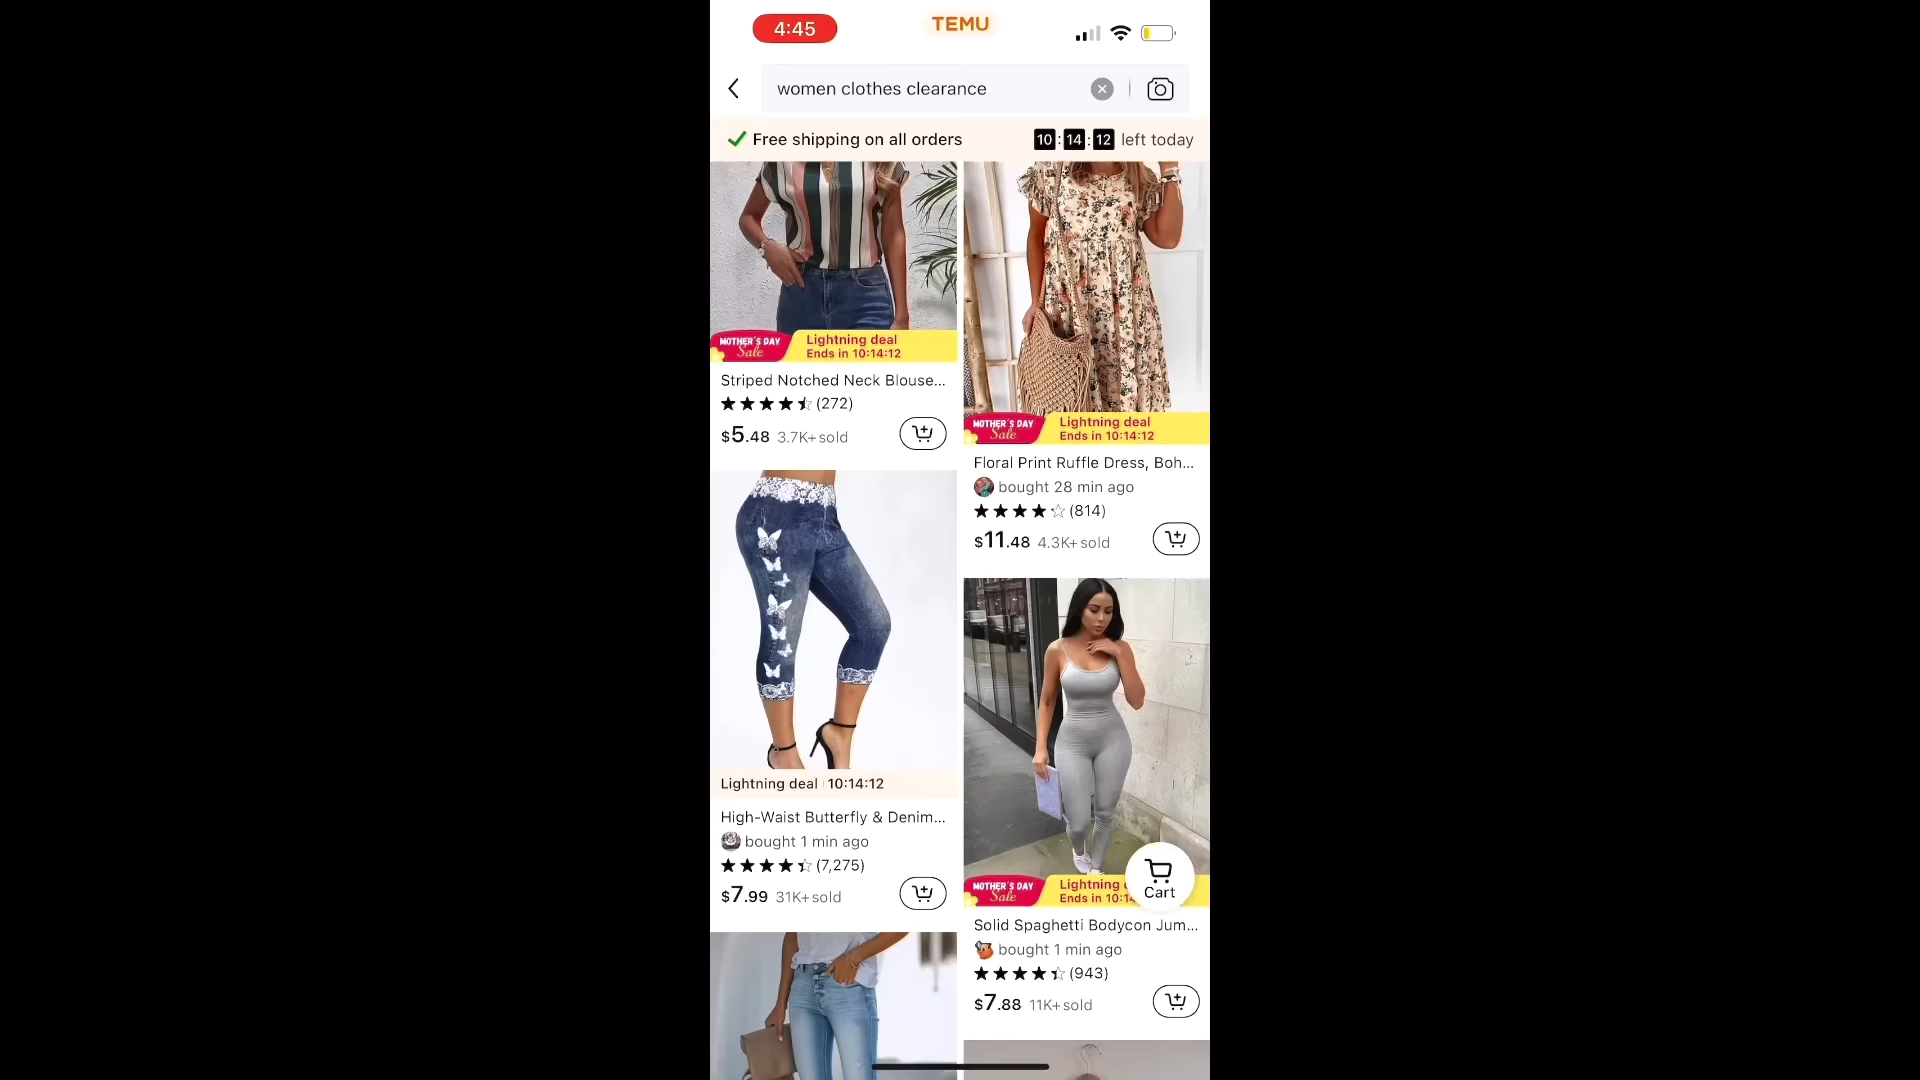 4:45
TEMU
women clothes clearance
Free shipping on all orders
10:14:12 left today
MOTHER'S DAY
Sale
Lightning deal
Ends in 10:14:12
Striped Notched Neck Blouse...
(272)
$5.48 3.7K+ sold
Lightning deal 10:14:12
High-Waist Butterfly & Denim...
bought 1 min ago
(7,275)
$7.99 31K+ sold
MOTHER'S DAY
Sale
Lightning deal
Ends in 10:14:12
Floral Print Ruffle Dress, Boh...
bought 28 min ago
(814)
$11.48 4.3K+ sold
MOTHER'S DAY
Sale
Lightning
Ends in 10:14
Cart
Solid Spaghetti Bodycon Jum...
bought 1 min ago
(943)
$7.88 11K+ sold